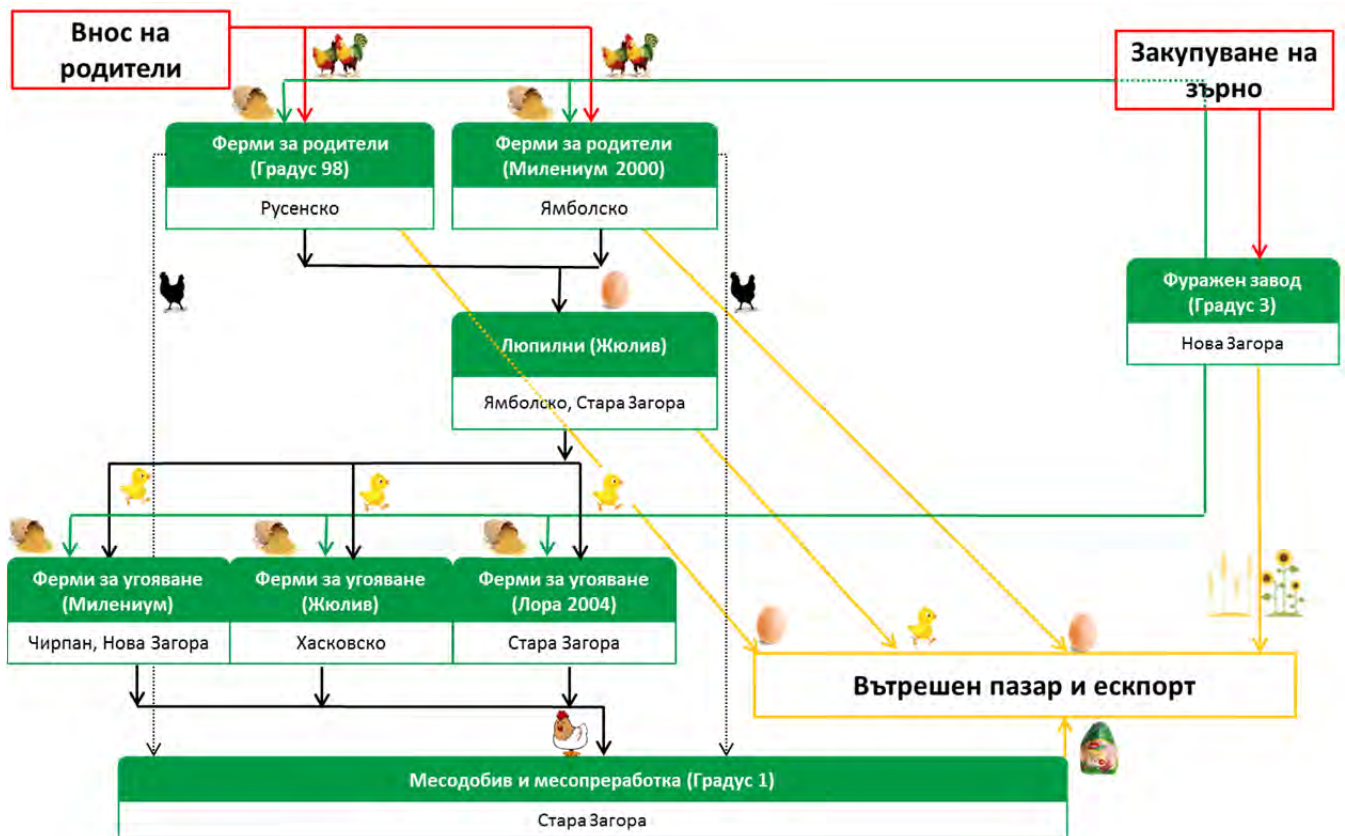 Внос на
родители
Закупуване на
зърно
Ферми за родители
(Градус 98)
Русенско
Ферми за родители
(Милениум 2000)
Ямболско
Фуражен завод
(Градус 3)
Нова Загора
Люпилни (Жюлив)
Ямболско, Стара Загора
Ферми за угояване
(Милениум)
Чирпан, Нова Загора
Ферми за угояване
(Жюлив)
Хасковско
Ферми за угояване
(Лора 2004)
Стара Загора
Вътрешен пазар и ескпорт
Месодобив и месопреработка (Градус 1)
Стара Загора